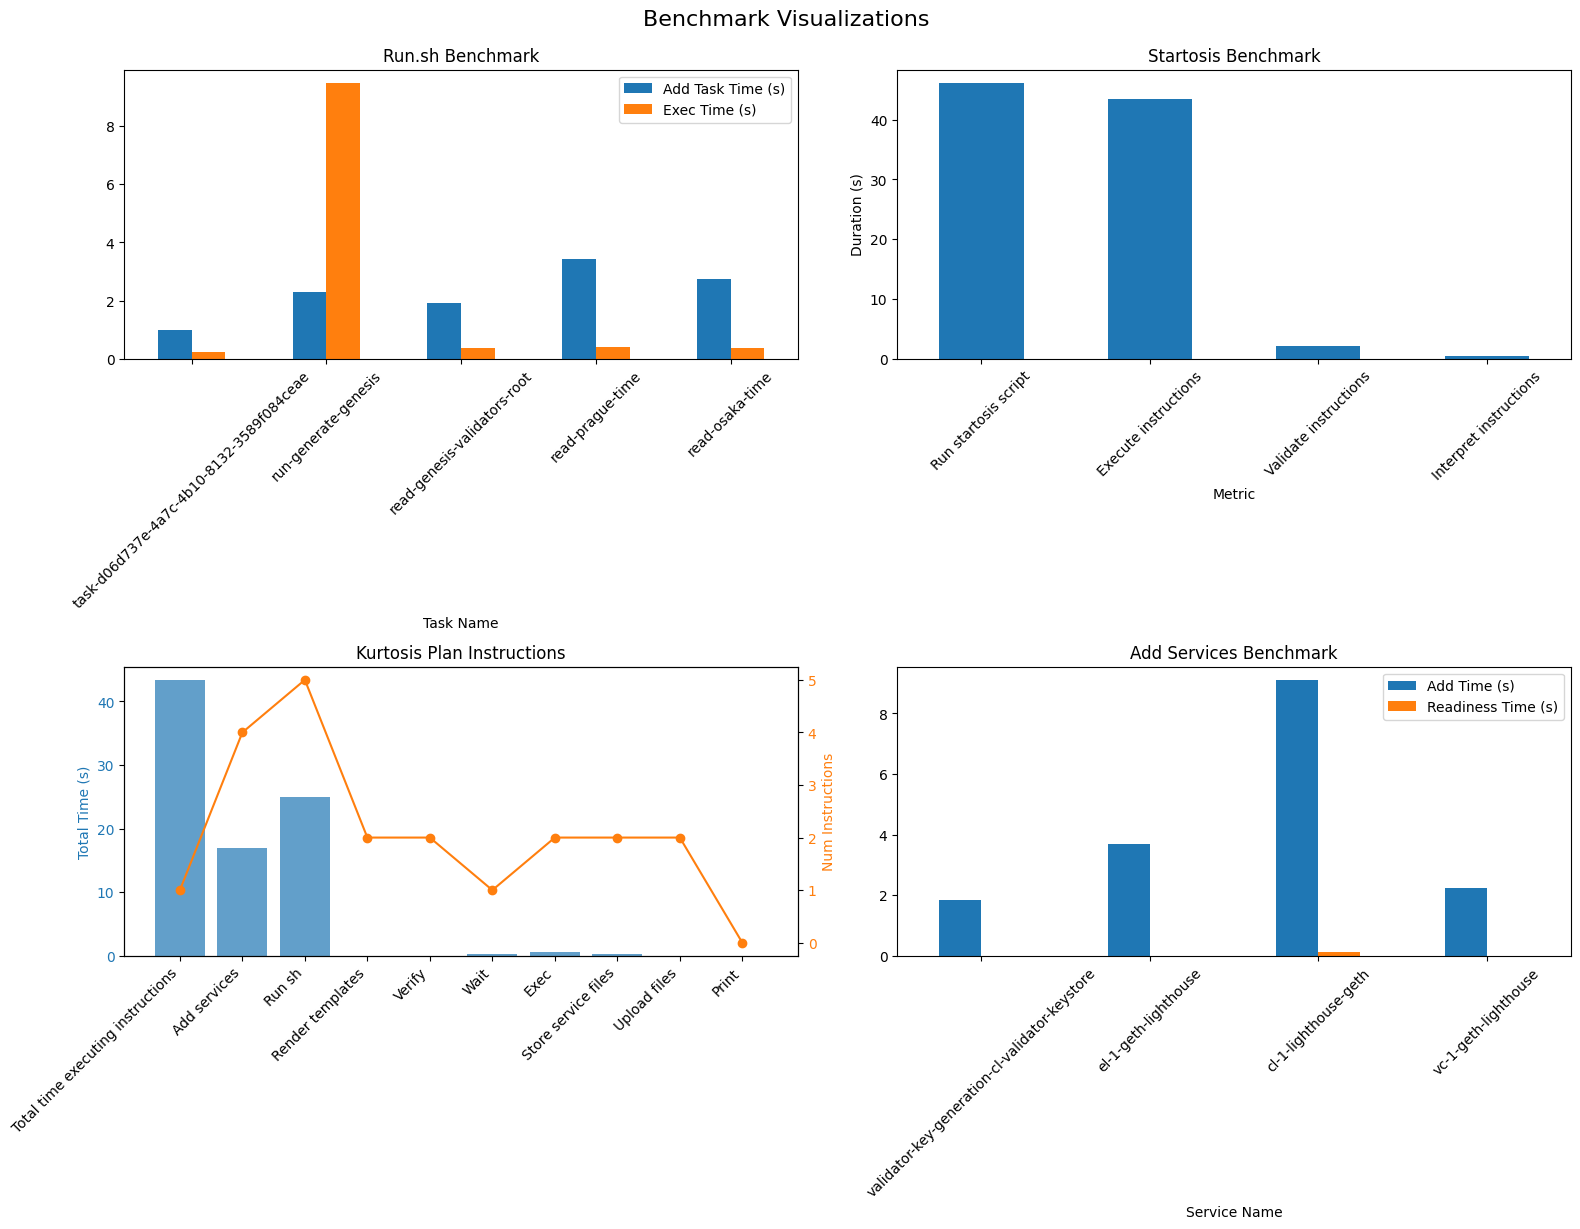 Benchmark Visualizations
Run.sh Benchmark
Add Task Time (s)
Exec Time (s)
8
6
4
2
0
task-d06d737e-4a7c-4b10-8132-3589f084ceae
run-generate-genesis
read-genesis-validators-root
read-prague-time
read-osaka-time
Task Name
Startosis Benchmark
Duration (s)
40
30
20
10
0
Run startosis script
Execute instructions
Validate instructions
Interpret instructions
Metric
Kurtosis Plan Instructions
Total Time (s)
40
30
20
10
0
5
4
3
2
1
0
Num Instructions
Total time executing instructions
Add services
Run sh
Render templates
Verify
Wait
Exec
Store service files
Upload files
Print
Add Services Benchmark
Add Time (s)
Readiness Time (s)
8
6
4
2
0
validator-key-generation-cl-validator-keystore
el-1-geth-lighthouse
cl-1-lighthouse-geth
vc-1-geth-lighthouse
Service Name